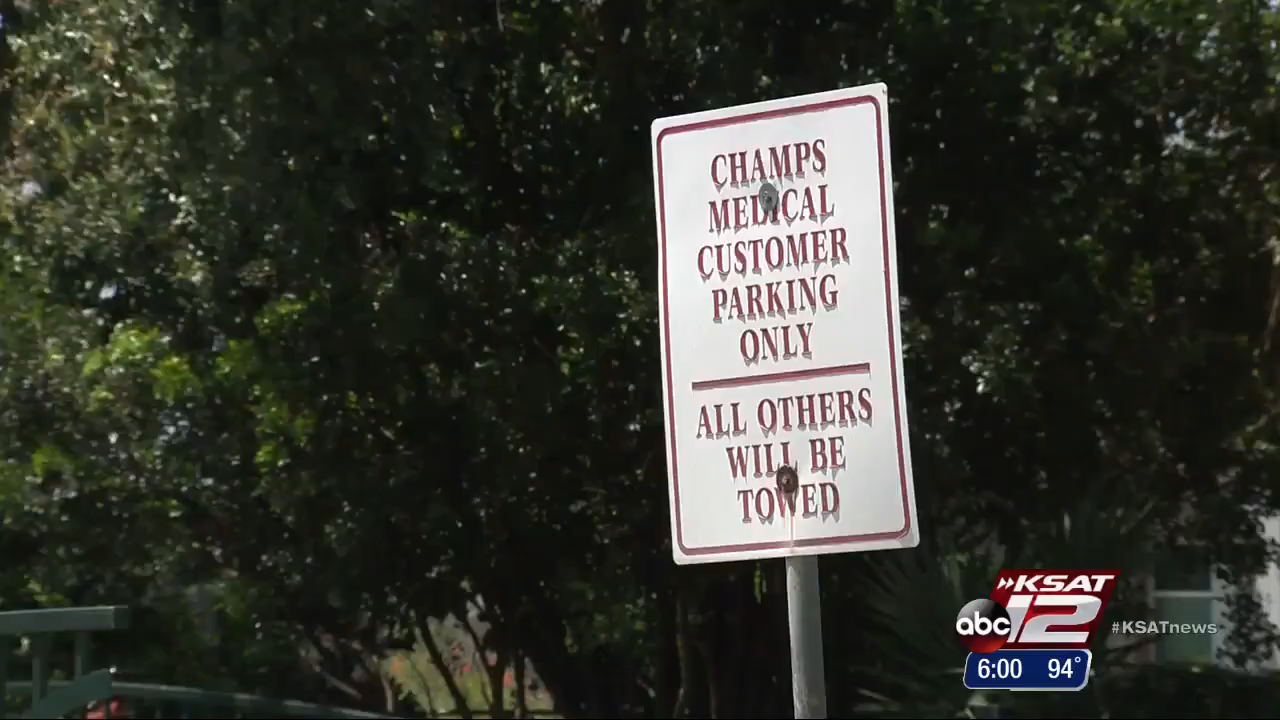 CHAMPS
MEDICAL
CUSTOMER
PARKING
ONLY
ALL OTHERS
WILL BE
TOWED
KSAT
abc 12
#KSATnews
6:00 94°